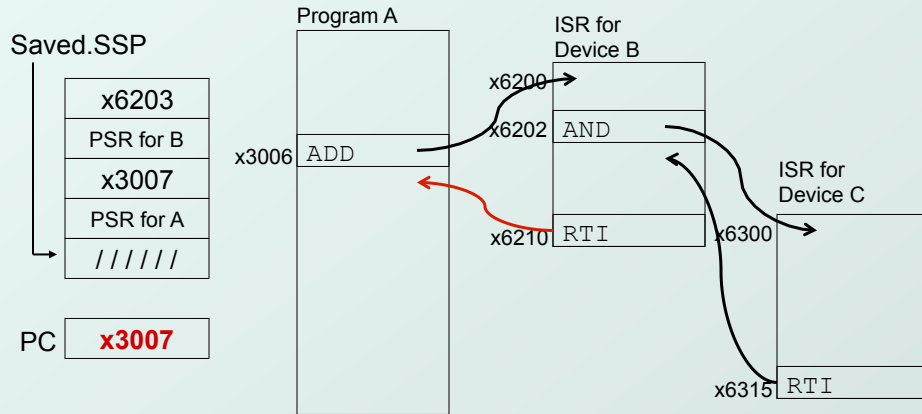 Program A
ISR for
Device B
Saved.SSP
x6200
x6203
PSR for B
x3007
PSR for A
//////
x3006 ADD
x6202 AND
ISR for
Device C
x6210 RTI
x6300
PC x3007
x6315 RTI